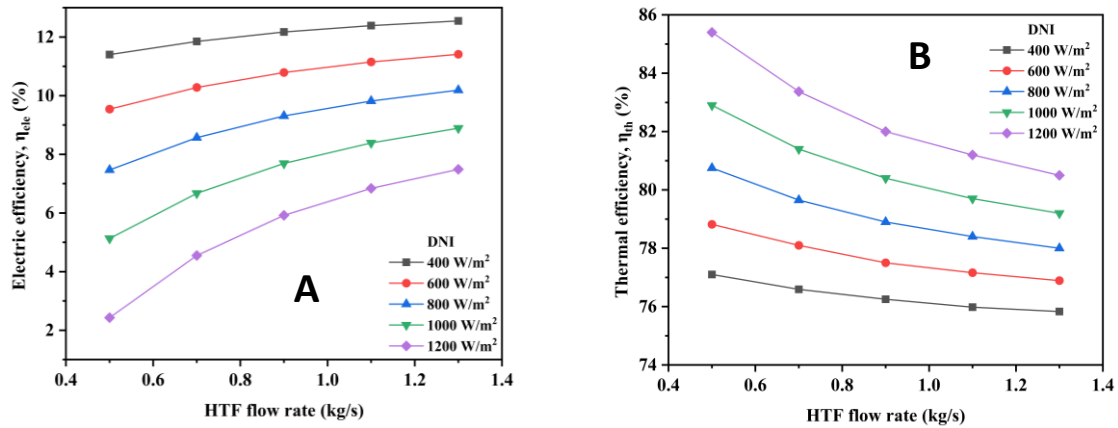 A
Electric efficiency, ηele (%)
12
10
8
6
4
2
0.4 0.6 0.8 1.0 1.2 1.4
HTF flow rate (kg/s)
DNI
400 W/m²
600 W/m²
800 W/m²
1000 W/m²
1200 W/m²
B
Thermal efficiency, ηth (%)
86
84
82
80
78
76
74
0.4 0.6 0.8 1.0 1.2 1.4
HTF flow rate (kg/s)
DNI
400 W/m²
600 W/m²
800 W/m²
1000 W/m²
1200 W/m²